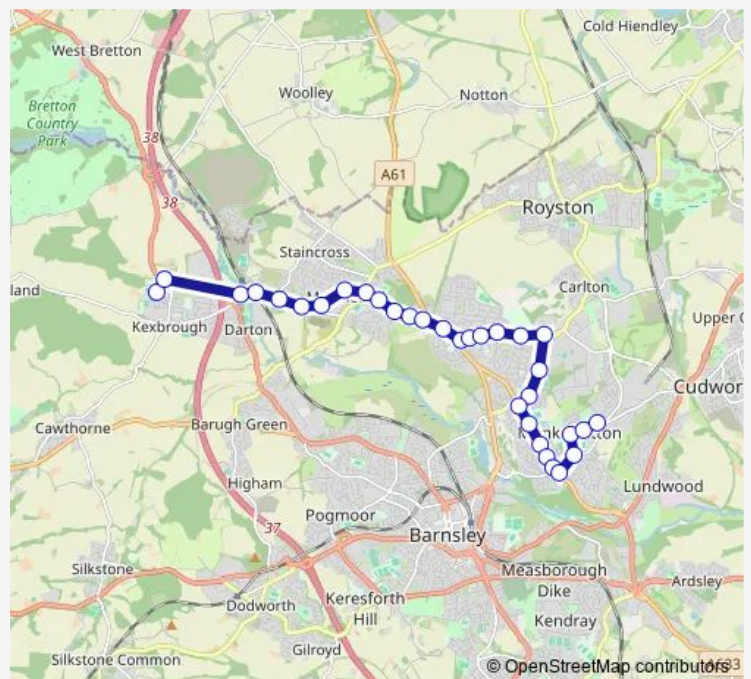 Cold Hiendley
West Bretton
Woolley
Notton
Bretton
Country
Park
38
A61
38
Royston
Staincross
Carlton
land
Kexbrough
Darton
Upper
Cudwor
Cawthorne
Barugh Green
Higham
Lundwood
37
Pogmoor
Barnsley
Silkstone
Measborough
Dike
Ardsley
Dodworth
Keresforth
Hill
Kendray
Gilroyd
Silkstone Common
© OpenStreetMap contributors